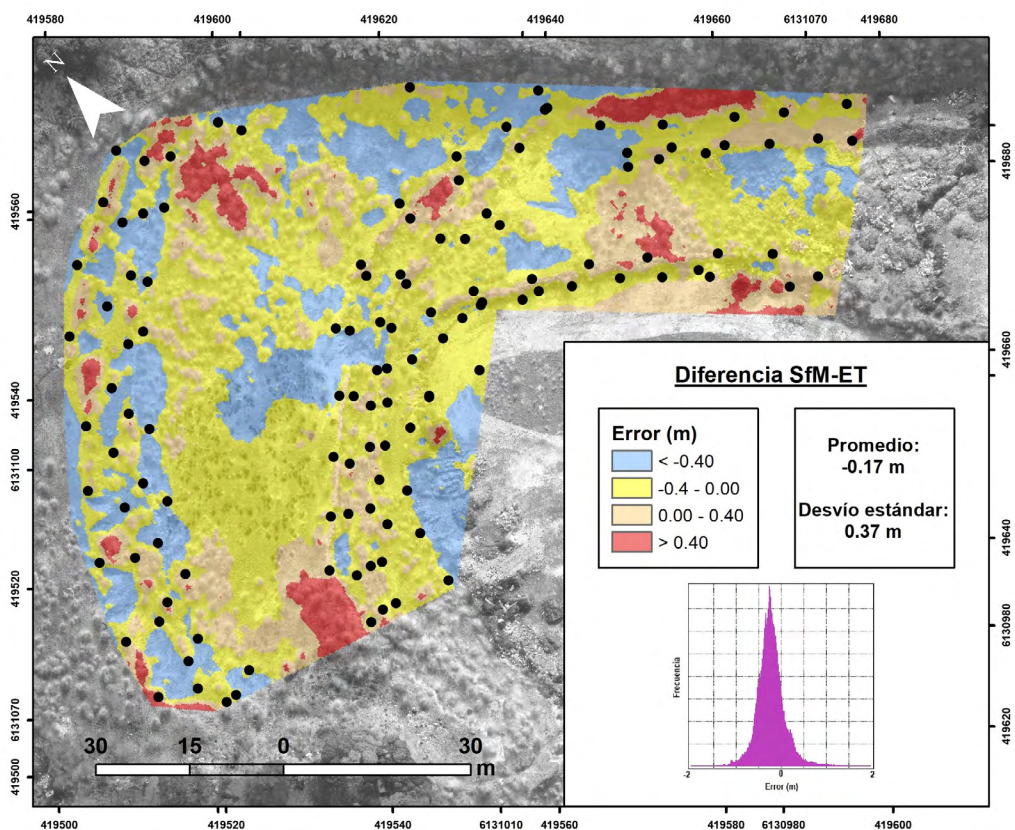 419580
419600
419620
419640
419660
6131070
419680
N
419560
419540
6131100
419520
6131070
419500
419680
419660
419640
6130980
419620
Diferencia SfM-ET
Error (m)
< -0.40
-0.4 - 0.00
0.00 - 0.40
> 0.40
Promedio:
-0.17 m
Desvío estándar:
0.37 m
Frecuencia
-2
0
2
Error (m)
30
15
0
30
m
419500
419520
419540
6131010
419560
419580
6130980
419600